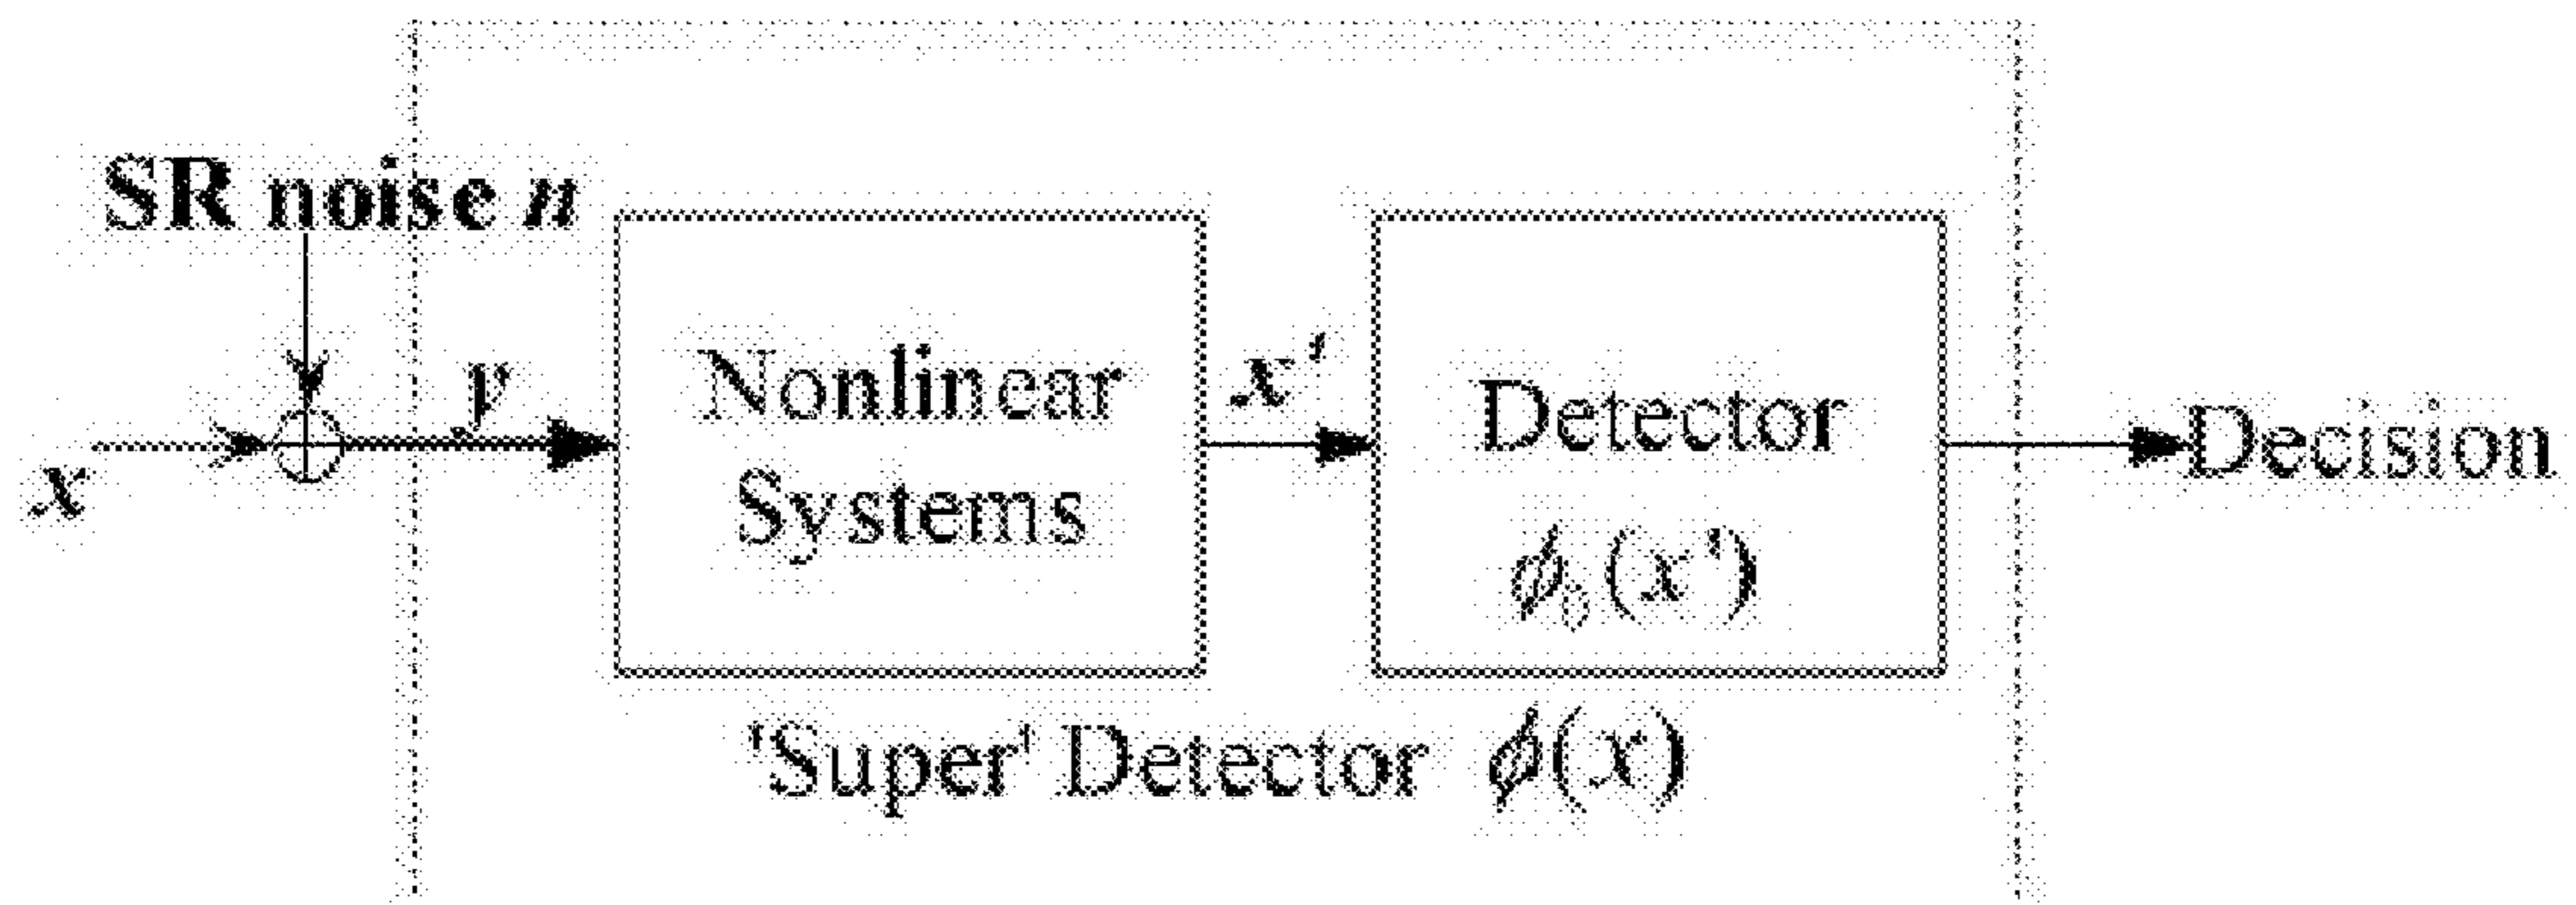 SR noise n
x
y
Nonlinear
Systems
x'
Detector
ϕ₀(x')
Decision
'Super' Detector ϕ(x)